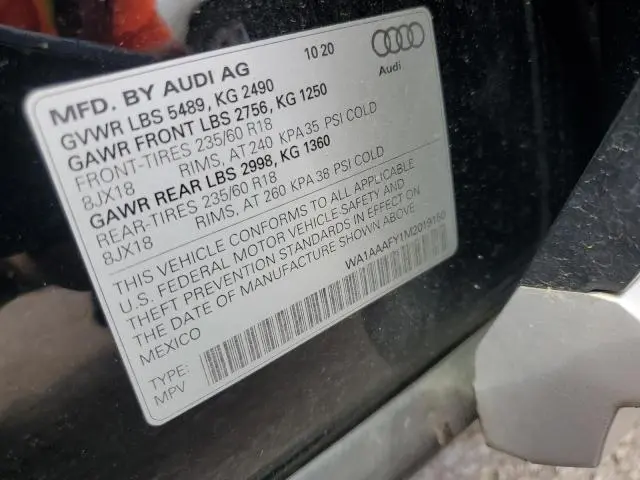 MFD. BY AUDI AG 10 20
Audi
GVWR LBS 5489, KG 2490
GAWR FRONT LBS 2756, KG 1250
FRONT-TIRES 235/60 R18
8JX18 RIMS, AT 240 KPA 35 PSI COLD
GAWR REAR LBS 2998, KG 1360
REAR-TIRES 235/60 R18
8JX18 RIMS, AT 260 KPA 38 PSI COLD
THIS VEHICLE CONFORMS TO ALL APPLICABLE
U.S. FEDERAL MOTOR VEHICLE SAFETY AND
THEFT PREVENTION STANDARDS IN EFFECT ON
THE DATE OF MANUFACTURE SHOWN ABOVE.
MEXICO
WA1AAAFY1M2019150
TYPE:
MPV